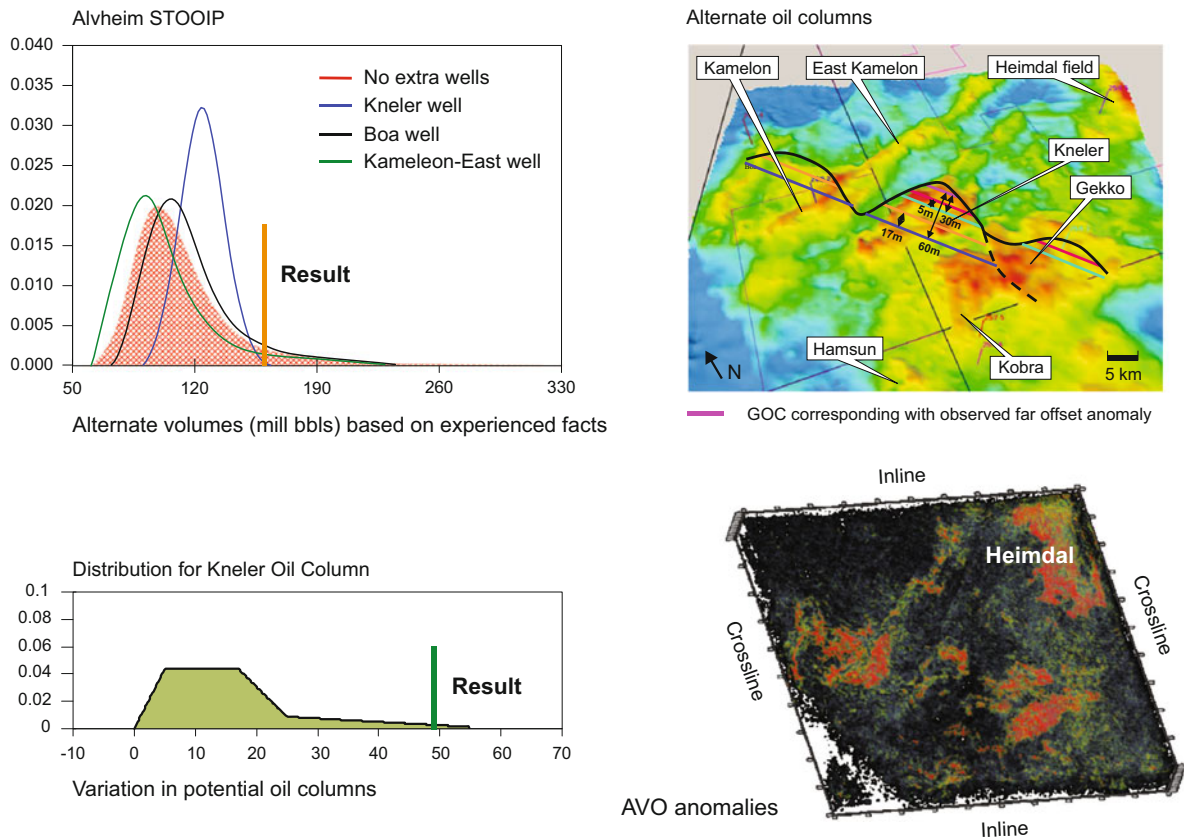 Alvheim STOOIP
0.040
0.035
0.030
0.025
0.020
0.015
0.010
0.005
0.000
50
120
190
260
330
No extra wells
Kneler well
Boa well
Kameleon-East well
Result
Alternate volumes (mill bbls) based on experienced facts
Alternate oil columns
Kamelon
East Kamelon
Heimdal field
Kneler
Gekko
5m
30m
17m
60m
Hamsun
Kobra
N
5 km
GOC corresponding with observed far offset anomaly
Distribution for Kneler Oil Column
0.1
0.08
0.06
0.04
0.02
0
-10
0
10
20
30
40
50
60
70
Result
Variation in potential oil columns
Inline
Heimdal
Crossline
Crossline
AVO anomalies
Inline